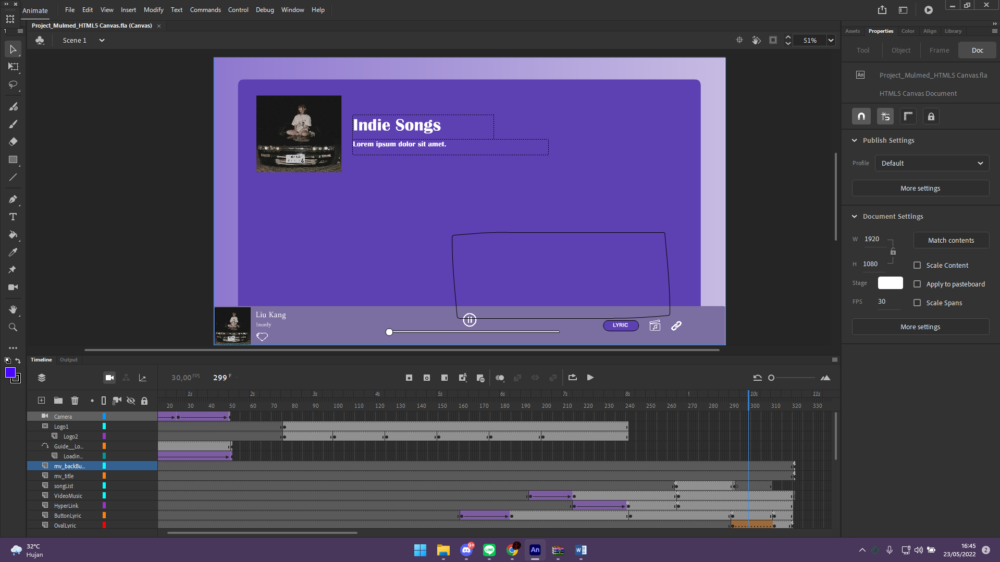 Animate
File Edit View Insert Modify Text Commands Control Debug Window Help
Project_Mulmed_HTML5 Canvas.fla (Canvas)
Scene 1
51%
Assets Properties Color Align Library
Tool Object Frame Doc
An Project_Mulmed_HTML5 Canvas.fla
HTML5 Canvas Document
Publish Settings
Profile Default
More settings
Document Settings
W 1920 Match contents
H 1080 Scale Content
Stage Apply to pasteboard
FPS 30 Scale Spans
More settings
Indie Songs
Lorem ipsum dolor sit amet.
Liu Kang
1nonly
LYRIC
Timeline Output
30,00 FPS 299 F
1s 2s 3s 4s 5s 6s 7s 8s 9 10s 11s
20 30 40 50 60 70 80 90 100 110 120 130 140 150 160 170 180 190 200 210 220 230 240 250 260 270 280 290 300 310 320 330
Camera
Logo1
Logo2
Guide__Lo...
Loadin...
mv_backBu...
mv_title
songList
VideoMusic
HyperLink
ButtonLyric
OvalLyric
32°C
Hujan
9+
LINE
An
16:45
23/05/2022
2